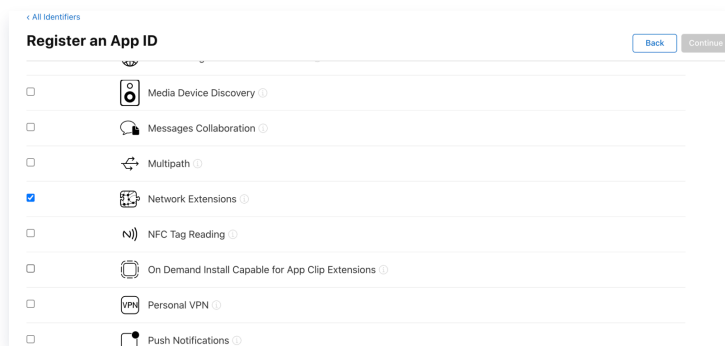 ‹ All Identifiers
Register an App ID
Back
Continue
Media Device Discovery
Messages Collaboration
Multipath
Network Extensions
NFC Tag Reading
On Demand Install Capable for App Clip Extensions
VPN Personal VPN
Push Notifications